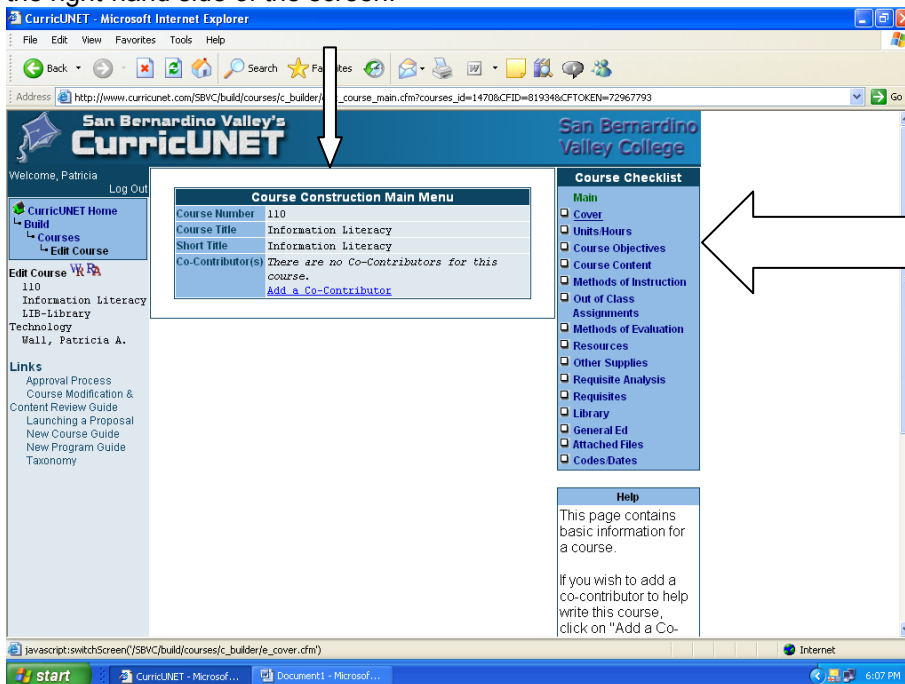 the right hand side of the screen.
CurricUNET - Microsoft Internet Explorer
File Edit View Favorites Tools Help
Back Search Favorites
Address http://www.curricunet.com/SBVC/build/courses/c_builder/ course_main.cfm?courses_id=1470&CFID=81934&CFTOKEN=72967793 Go
San Bernardino Valley's
CurricUNET
San Bernardino
Valley College
Welcome, Patricia
Log Out
CurricUNET Home
Build
Courses
Edit Course
Edit Course WR RA
110
Information Literacy
LIB-Library
Technology
Wall, Patricia A.
Links
Approval Process
Course Modification &
Content Review Guide
Launching a Proposal
New Course Guide
New Program Guide
Taxonomy
Course Construction Main Menu
Course Number 110
Course Title Information Literacy
Short Title Information Literacy
Co-Contributor(s) There are no Co-Contributors for this
course.
Add a Co-Contributor
Course Checklist
Main
Cover
Units/Hours
Course Objectives
Course Content
Methods of Instruction
Out of Class
Assignments
Methods of Evaluation
Resources
Other Supplies
Requisite Analysis
Requisites
Library
General Ed
Attached Files
Codes/Dates
Help
This page contains
basic information for
a course.
If you wish to add a
co-contributor to help
write this course,
click on "Add a Co-
javascript:switchScreen('/SBVC/build/courses/c_builder/e_cover.cfm') Internet
start CurricUNET - Microsof... Document1 - Microsof... 6:07 PM